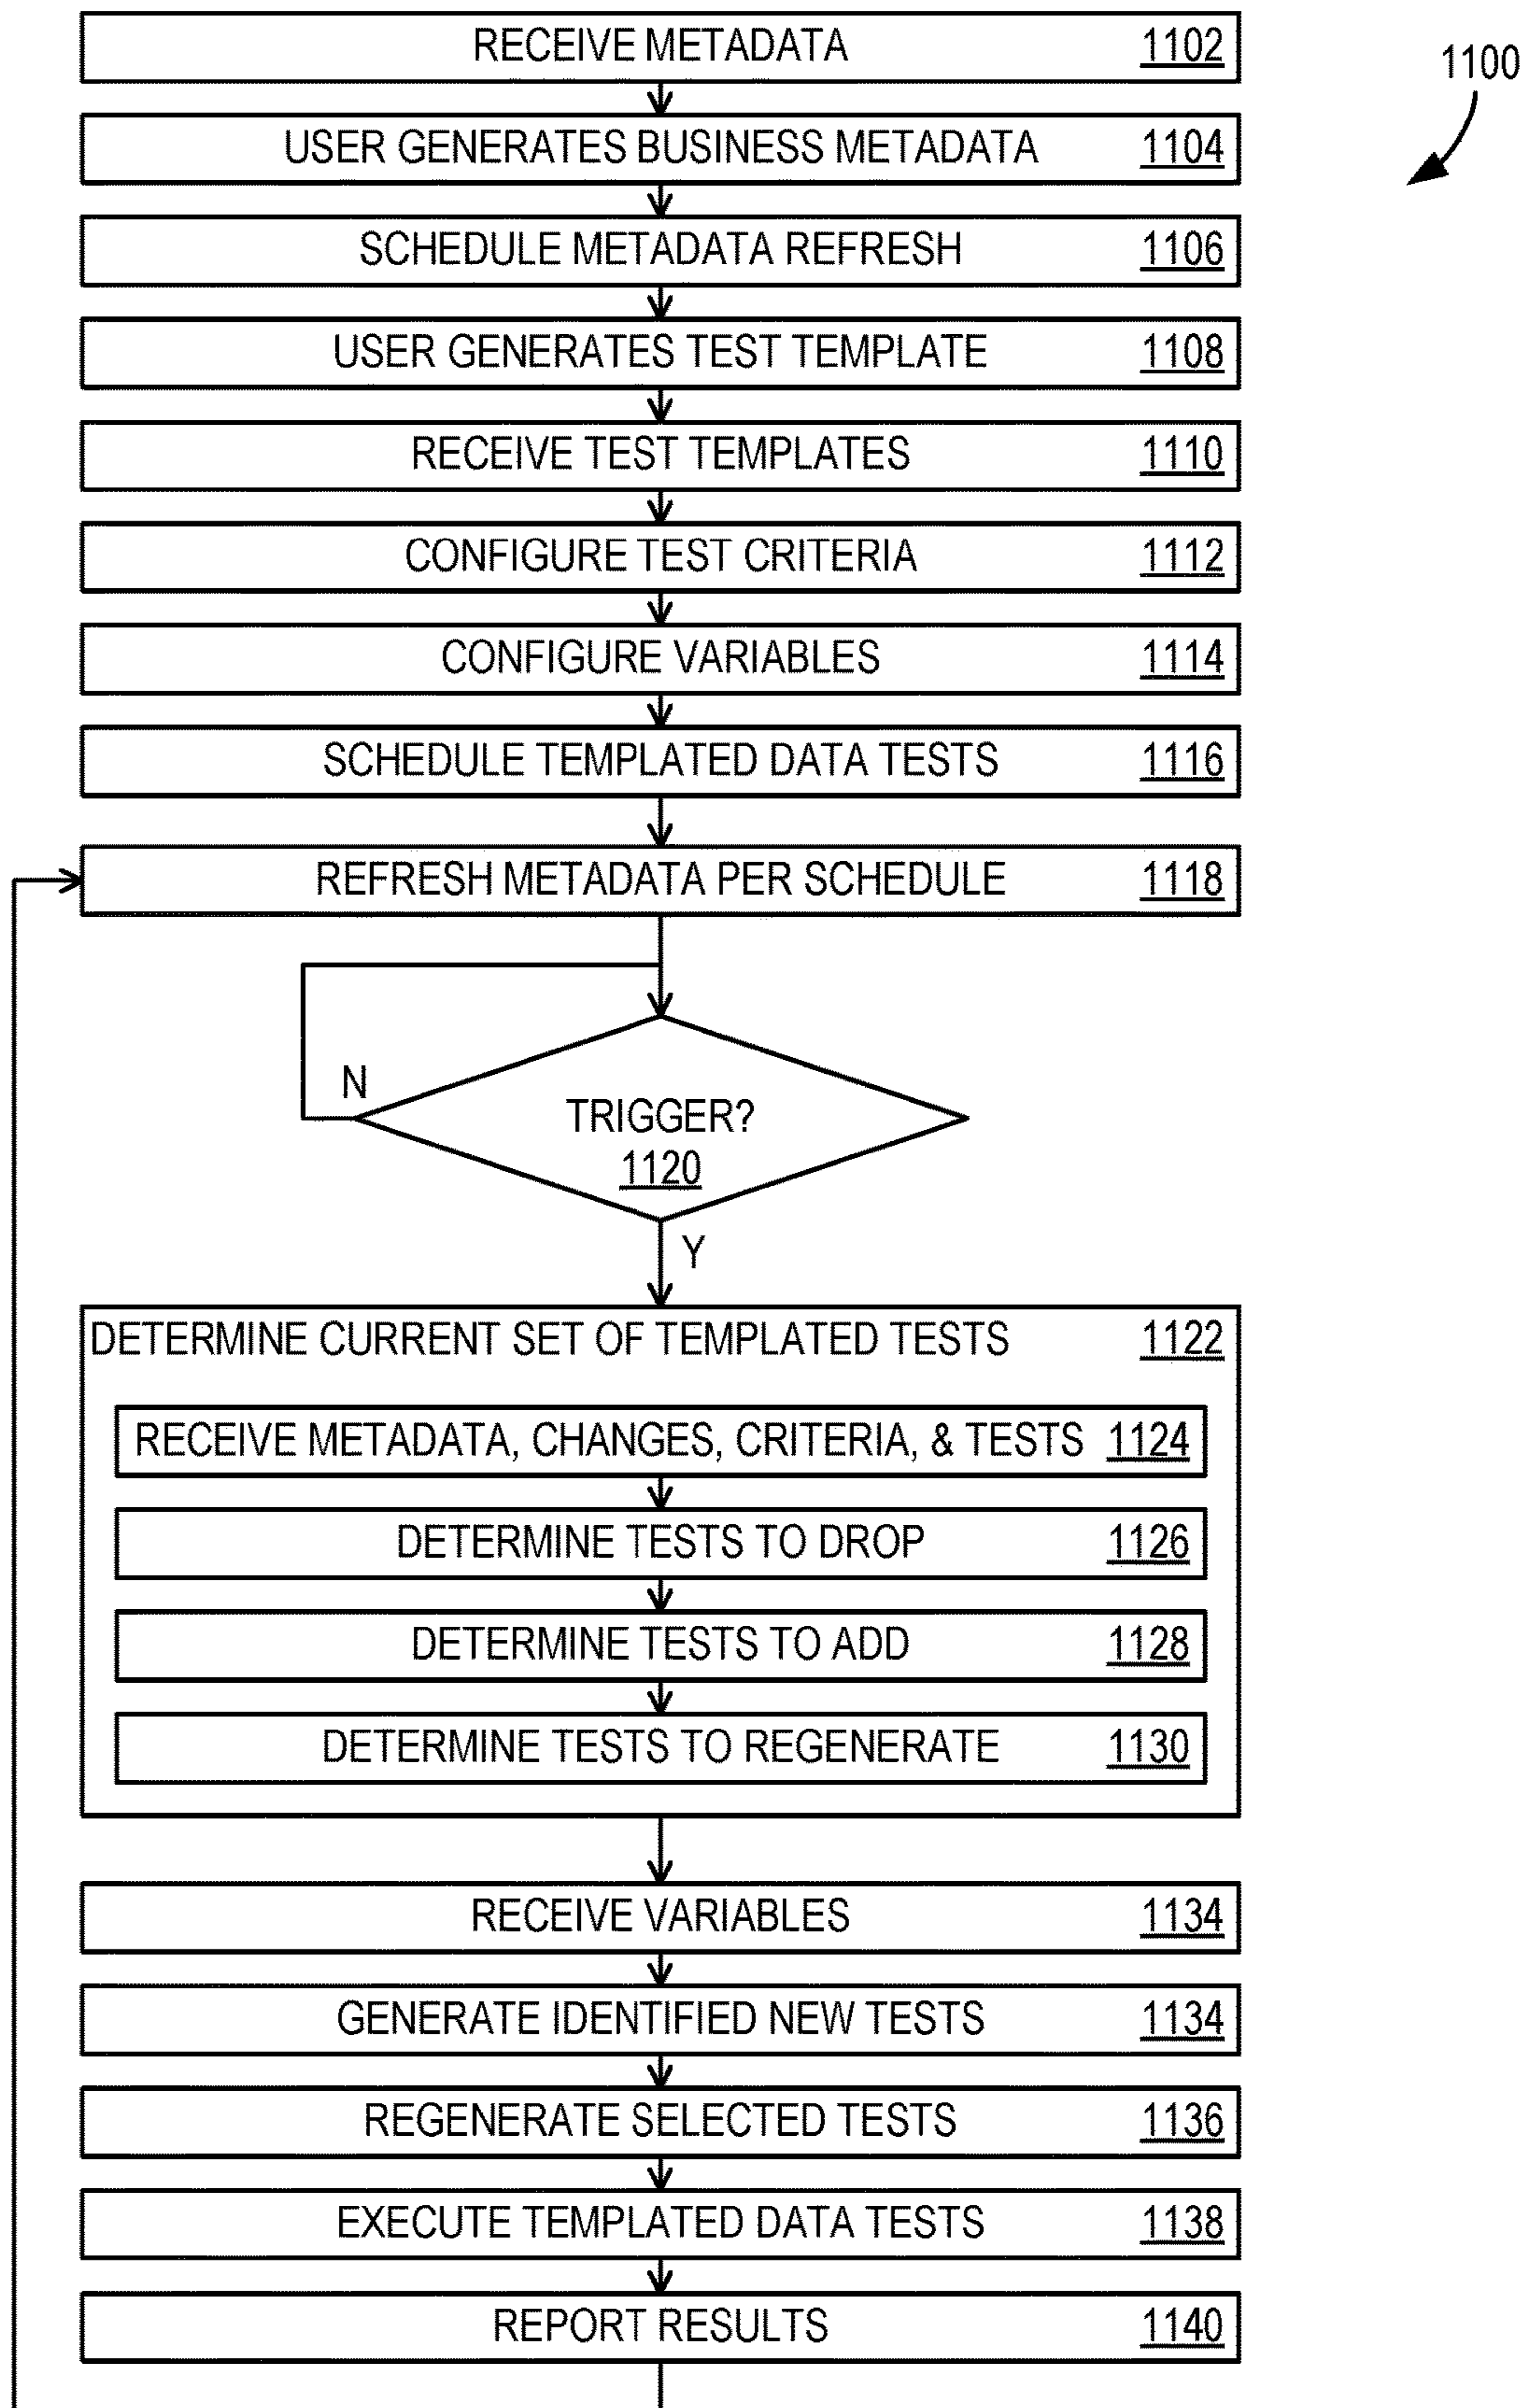 RECEIVE METADATA 1102
1100
USER GENERATES BUSINESS METADATA 1104
SCHEDULE METADATA REFRESH 1106
USER GENERATES TEST TEMPLATE 1108
RECEIVE TEST TEMPLATES 1110
CONFIGURE TEST CRITERIA 1112
CONFIGURE VARIABLES 1114
SCHEDULE TEMPLATED DATA TESTS 1116
REFRESH METADATA PER SCHEDULE 1118
N
TRIGGER?
1120
Y
DETERMINE CURRENT SET OF TEMPLATED TESTS 1122
RECEIVE METADATA, CHANGES, CRITERIA, & TESTS 1124
DETERMINE TESTS TO DROP 1126
DETERMINE TESTS TO ADD 1128
DETERMINE TESTS TO REGENERATE 1130
RECEIVE VARIABLES 1134
GENERATE IDENTIFIED NEW TESTS 1134
REGENERATE SELECTED TESTS 1136
EXECUTE TEMPLATED DATA TESTS 1138
REPORT RESULTS 1140